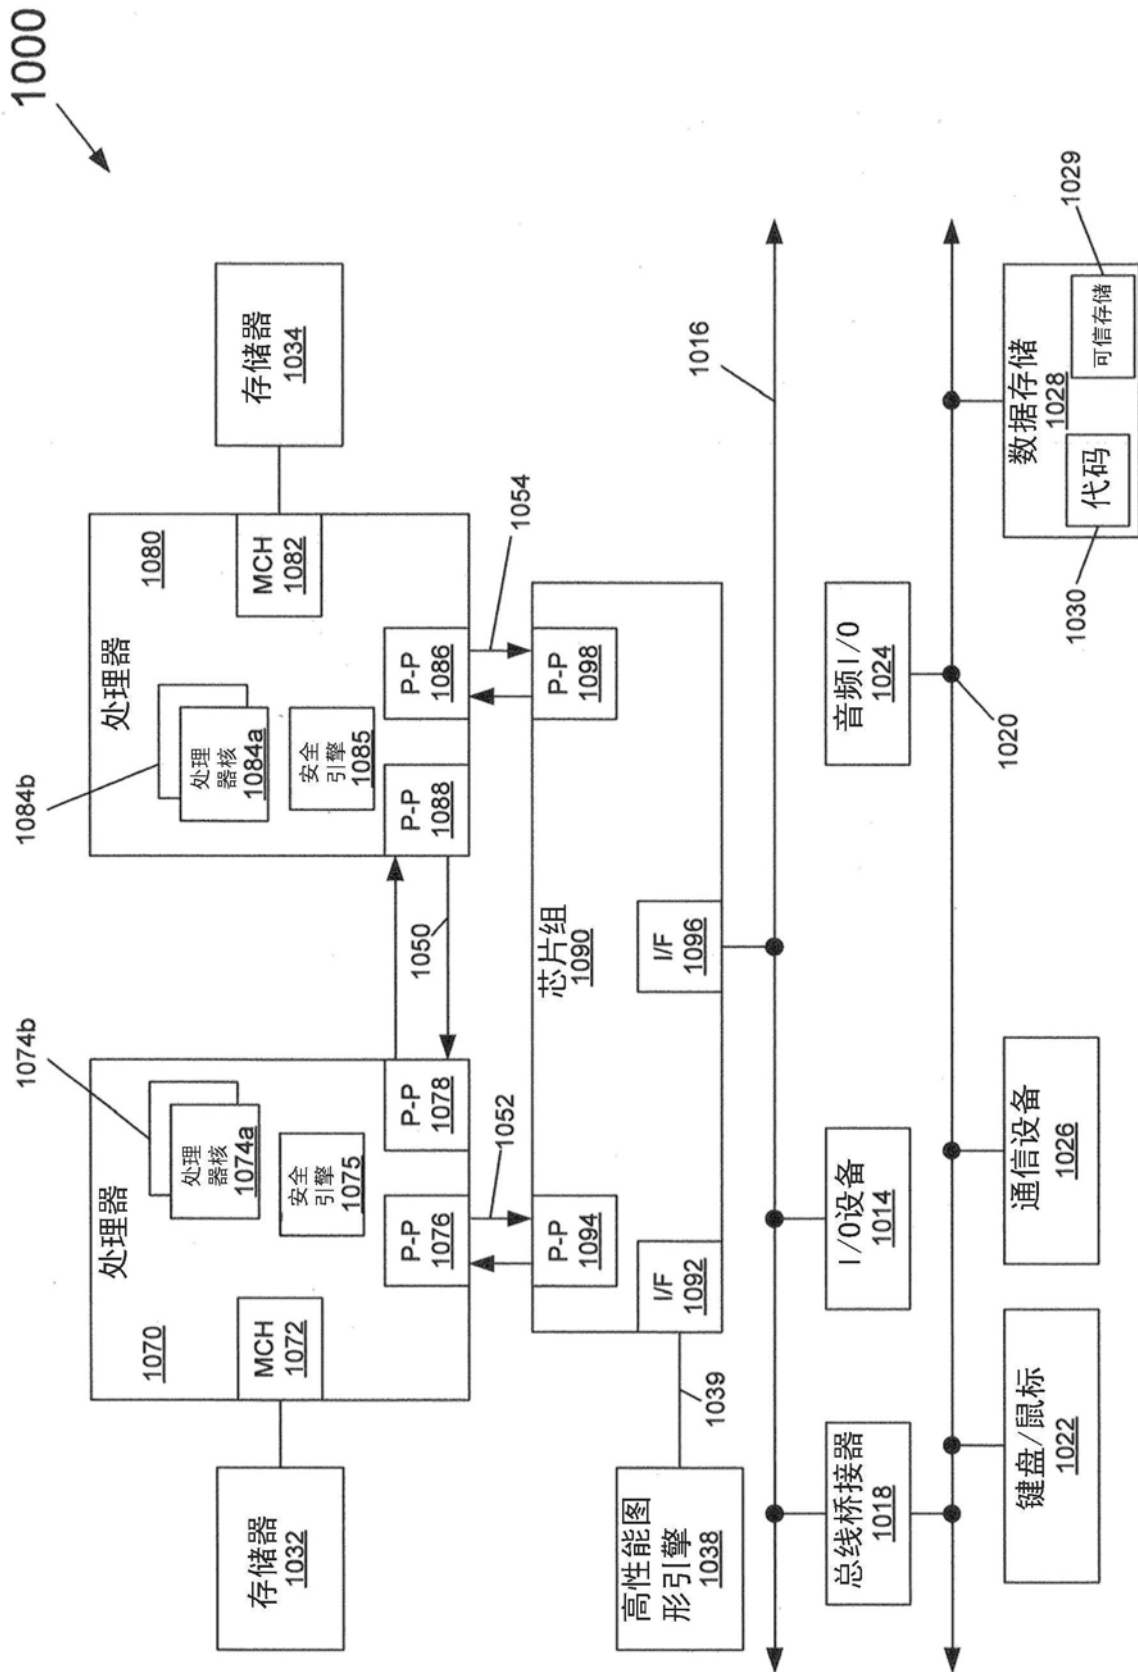 1000
1074b
1084b
处理器
1070
处理
器核
1074a
安全
引擎
1075
MCH
1072
P-P
1076
P-P
1078
存储器
1032
1050
处理器
1080
处理
器核
1084a
安全
引擎
1085
MCH
1082
P-P
1088
P-P
1086
存储器
1034
1052
1054
P-P
1094
P-P
1098
芯片组
1090
I/F
1092
I/F
1096
高性能图
形引擎
1038
1039
1016
总线桥接器
1018
I/O设备
1014
音频I/O
1024
1020
键盘/鼠标
1022
通信设备
1026
数据存储
1028
代码
1030
可信存储
1029